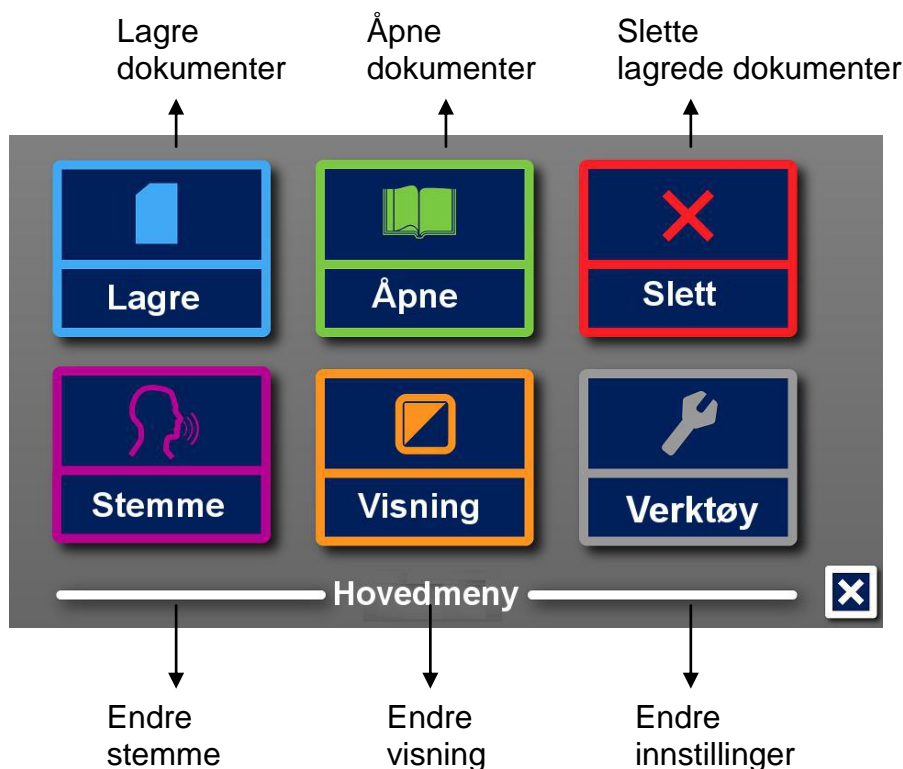 Lagre
dokumenter
Åpne
dokumenter
Slette
lagrede dokumenter
Lagre
Åpne
Slett
Stemme
Visning
Verktøy
Hovedmeny
Endre
stemme
Endre
visning
Endre
innstillinger